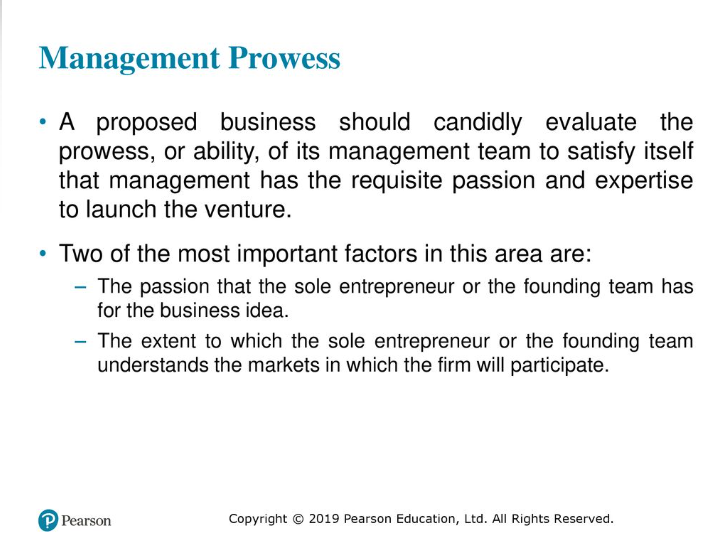 Management Prowess
• A proposed business should candidly evaluate the
prowess, or ability, of its management team to satisfy itself
that management has the requisite passion and expertise
to launch the venture.
• Two of the most important factors in this area are:
– The passion that the sole entrepreneur or the founding team has
for the business idea.
– The extent to which the sole entrepreneur or the founding team
understands the markets in which the firm will participate.
P Pearson
Copyright © 2019 Pearson Education, Ltd. All Rights Reserved.